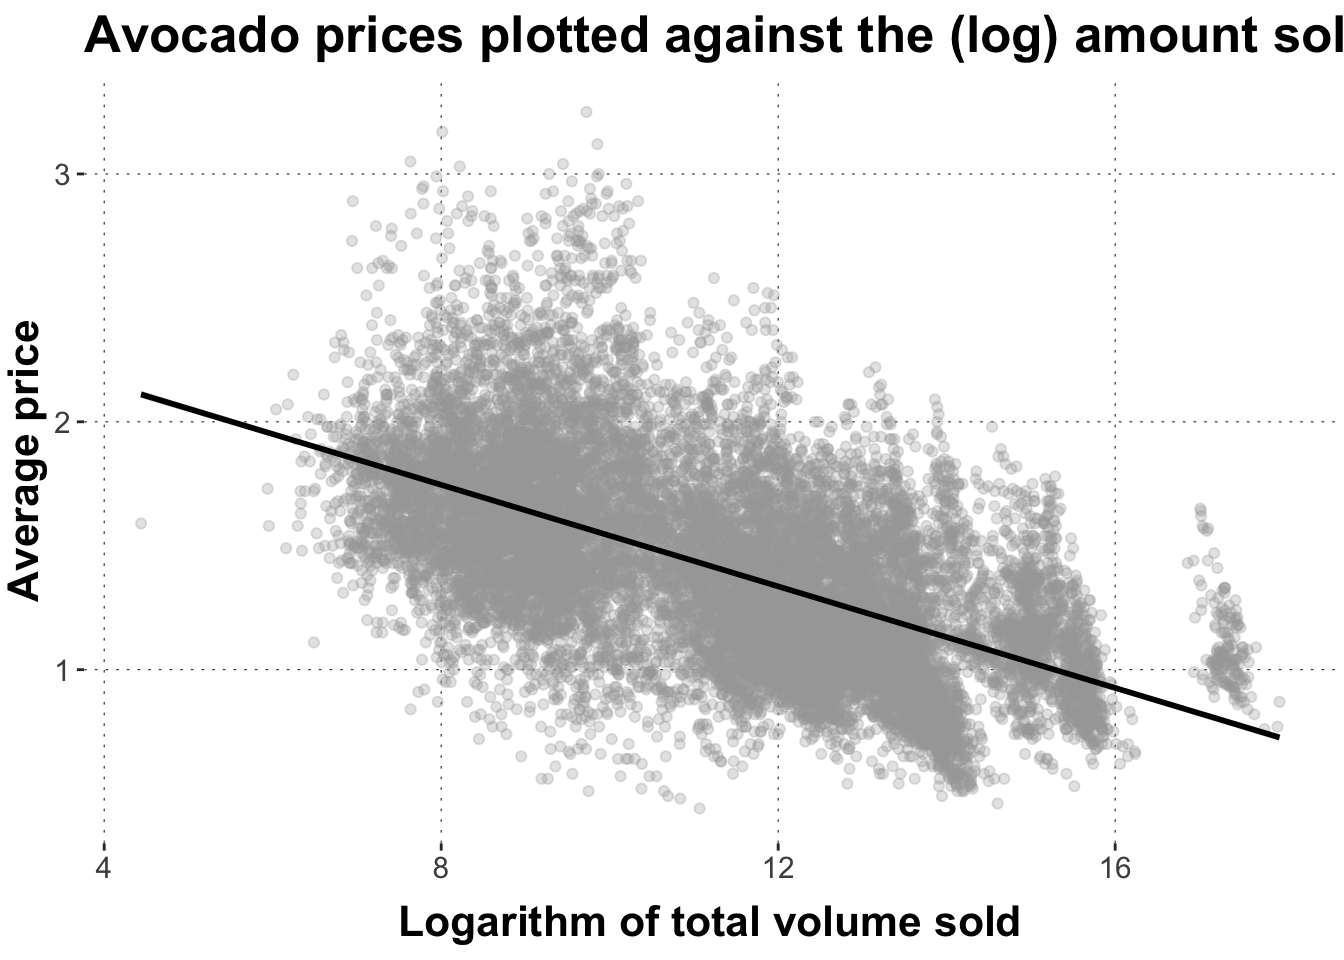 Avocado prices plotted against the (log) amount sol
3
2
1
Average price
4 8 12 16
Logarithm of total volume sold